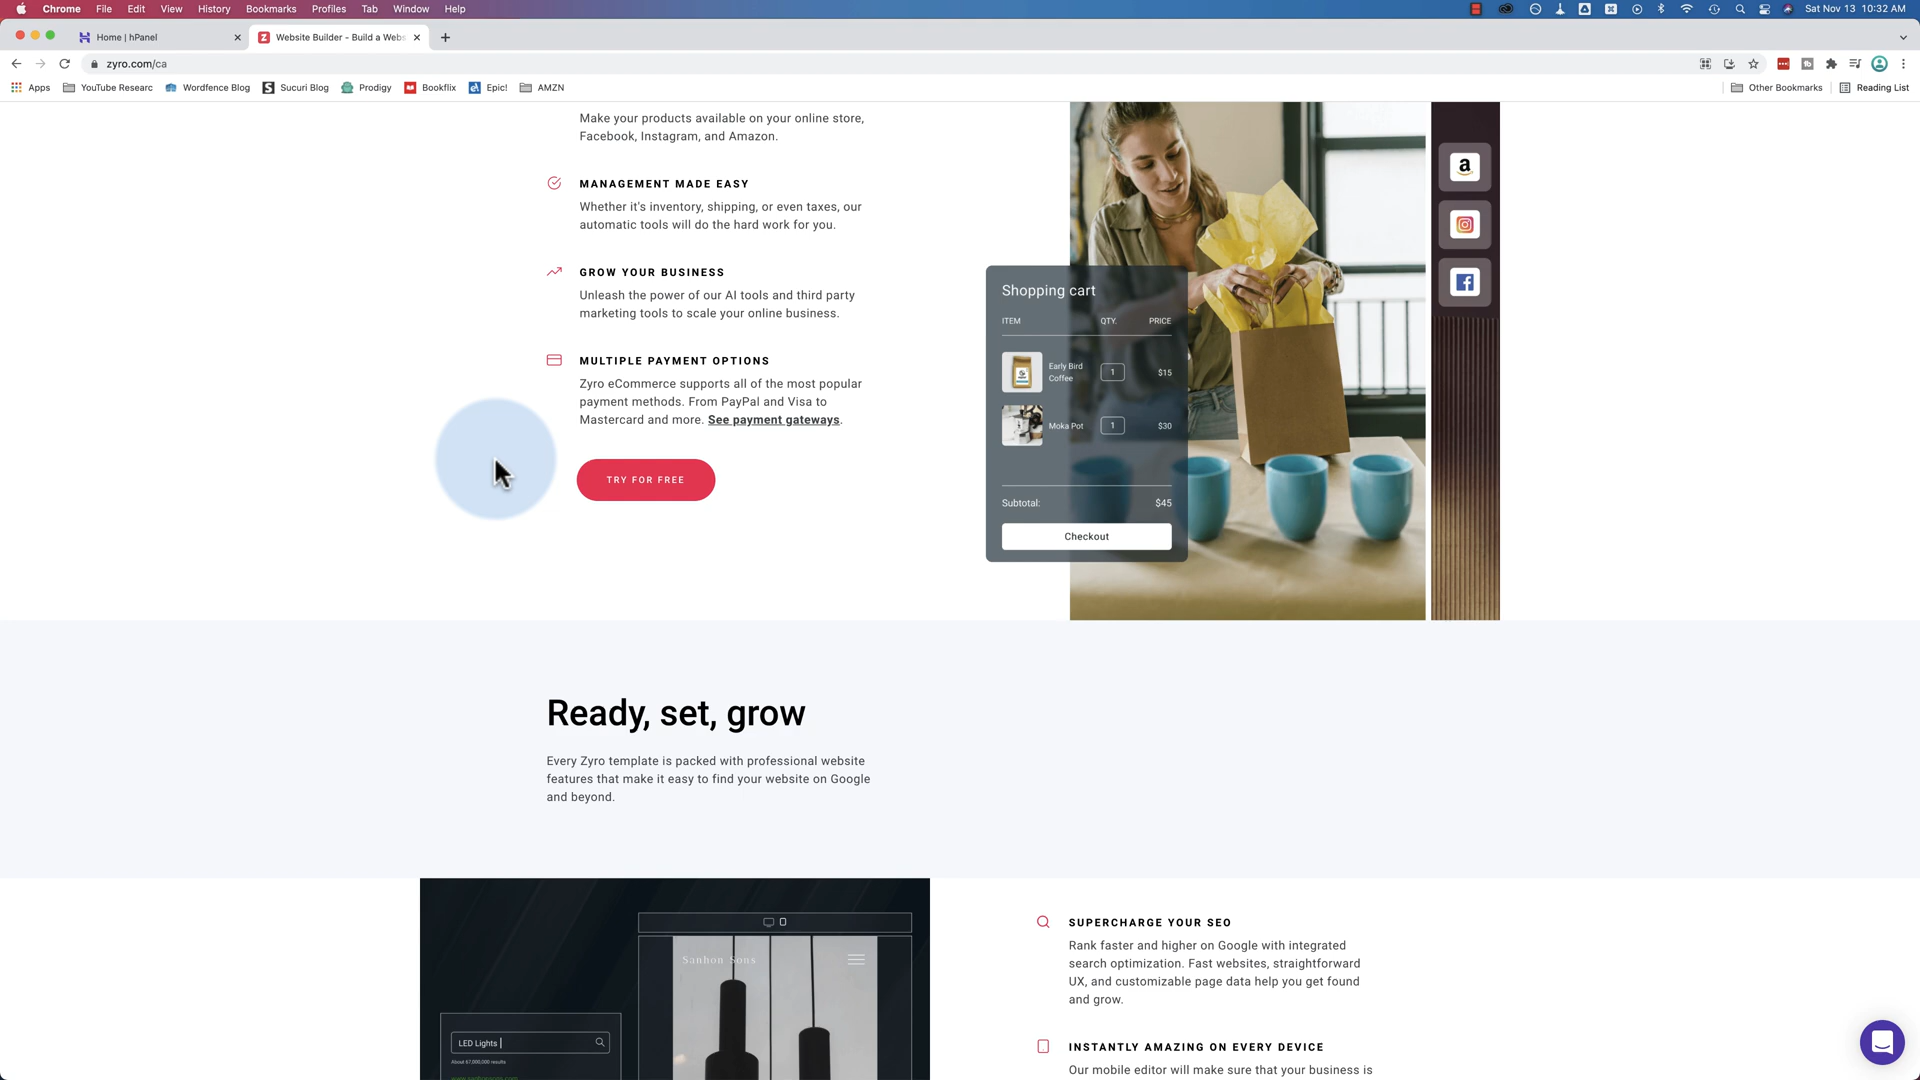 Chrome File Edit View History Bookmarks Profiles Tab Window Help
Sat Nov 13 10:32 AM
Home | hPanel
Website Builder - Build a Webs
zyro.com/ca
Apps YouTube Researc Wordfence Blog Sucuri Blog Prodigy Bookflix Epic! AMZN Other Bookmarks Reading List
Make your products available on your online store,
Facebook, Instagram, and Amazon.
MANAGEMENT MADE EASY
Whether it's inventory, shipping, or even taxes, our
automatic tools will do the hard work for you.
GROW YOUR BUSINESS
Unleash the power of our AI tools and third party
marketing tools to scale your online business.
MULTIPLE PAYMENT OPTIONS
Zyro eCommerce supports all of the most popular
payment methods. From PayPal and Visa to
Mastercard and more. See payment gateways.
TRY FOR FREE
Shopping cart
ITEM QTY. PRICE
Early Bird
Coffee
1 $15
Moka Pot 1 $30
Subtotal: $45
Checkout
Ready, set, grow
Every Zyro template is packed with professional website
features that make it easy to find your website on Google
and beyond.
Sanbon Sons
LED Lights
About 67,000,000 results
SUPERCHARGE YOUR SEO
Rank faster and higher on Google with integrated
search optimization. Fast websites, straightforward
UX, and customizable page data help you get found
and grow.
INSTANTLY AMAZING ON EVERY DEVICE
Our mobile editor will make sure that your business is